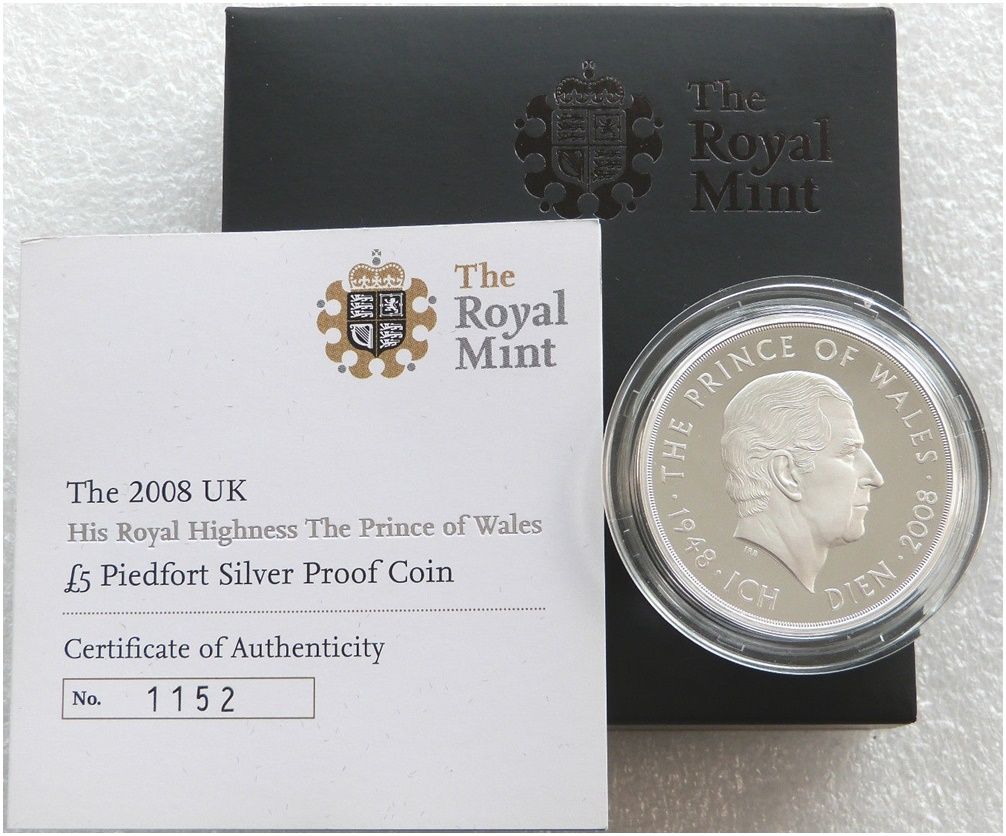 The
Royal
Mint
The
Royal
Mint
The 2008 UK
His Royal Highness The Prince of Wales
£5 Piedfort Silver Proof Coin
Certificate of Authenticity
No. 1152
· THE PRINCE OF WALES ·
1948 · ICH DIEN · 2008
IRB